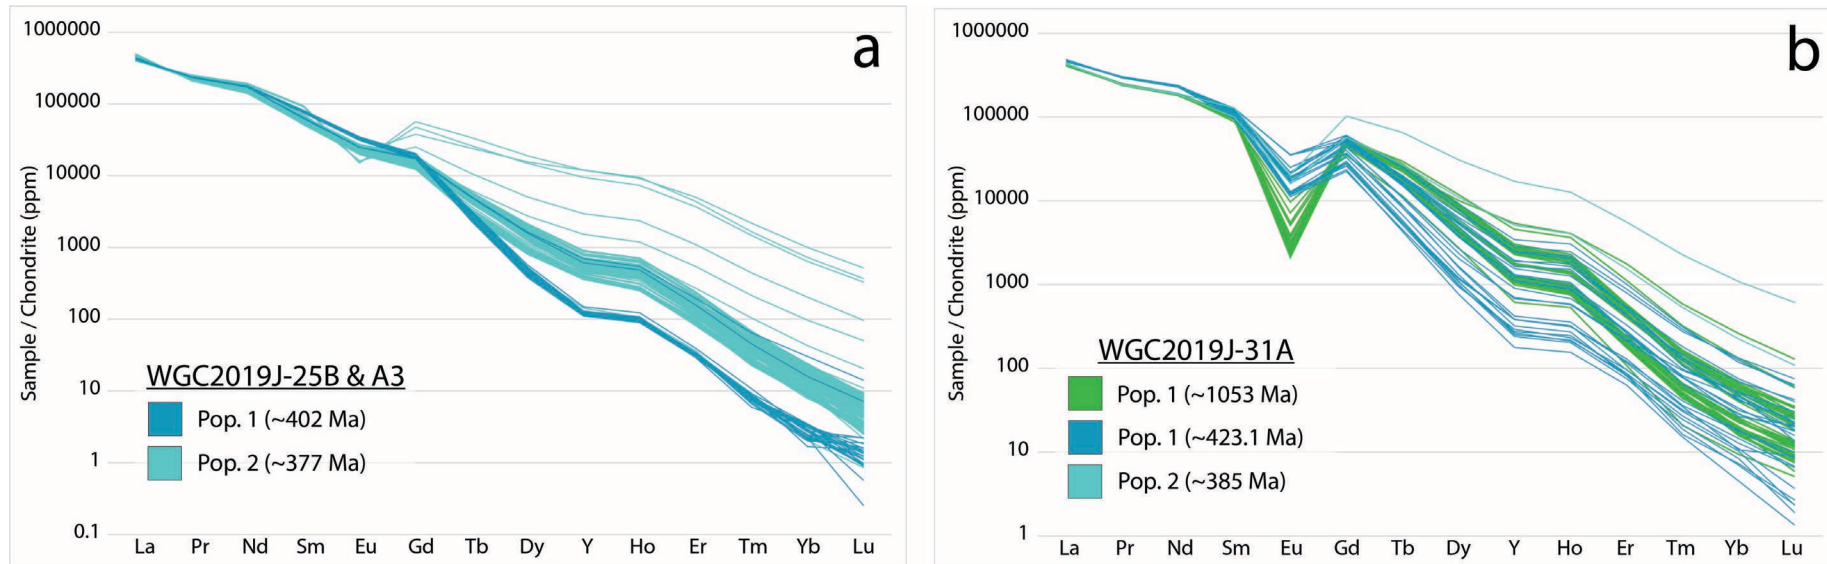 a
Sample / Chondrite (ppm)
1000000
100000
10000
1000
100
10
1
0.1
WGC2019J-25B & A3
Pop. 1 (~402 Ma)
Pop. 2 (~377 Ma)
La Pr Nd Sm Eu Gd Tb Dy Y Ho Er Tm Yb Lu
b
Sample / Chondrite (ppm)
1000000
100000
10000
1000
100
10
1
WGC2019J-31A
Pop. 1 (~1053 Ma)
Pop. 1 (~423.1 Ma)
Pop. 2 (~385 Ma)
La Pr Nd Sm Eu Gd Tb Dy Y Ho Er Tm Yb Lu